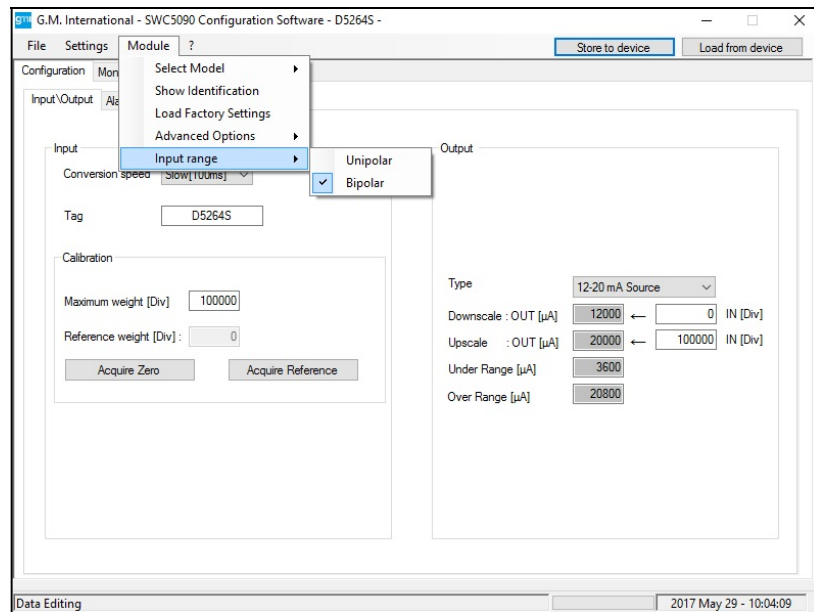 gmi G.M. International - SWC5090 Configuration Software - D5264S -
File Settings Module ? Store to device Load from device
Configuration Mon
Input\Output Ala
Select Model
Show Identification
Load Factory Settings
Advanced Options
Input range
Unipolar
Bipolar
Input
Conversion speed Slow[100ms]
Tag D5264S
Calibration
Maximum weight [Div] 100000
Reference weight [Div] : 0
Acquire Zero Acquire Reference
Output
Type 12-20 mA Source
Downscale : OUT [µA] 12000 ← 0 IN [Div]
Upscale : OUT [µA] 20000 ← 100000 IN [Div]
Under Range [µA] 3600
Over Range [µA] 20800
Data Editing 2017 May 29 - 10:04:09